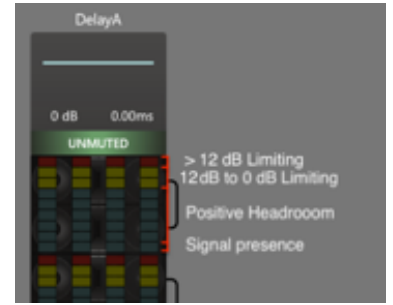 DelayA
0 dB 0.00ms
UNMUTED
> 12 dB Limiting
12dB to 0 dB Limiting
Positive Headrooom
Signal presence